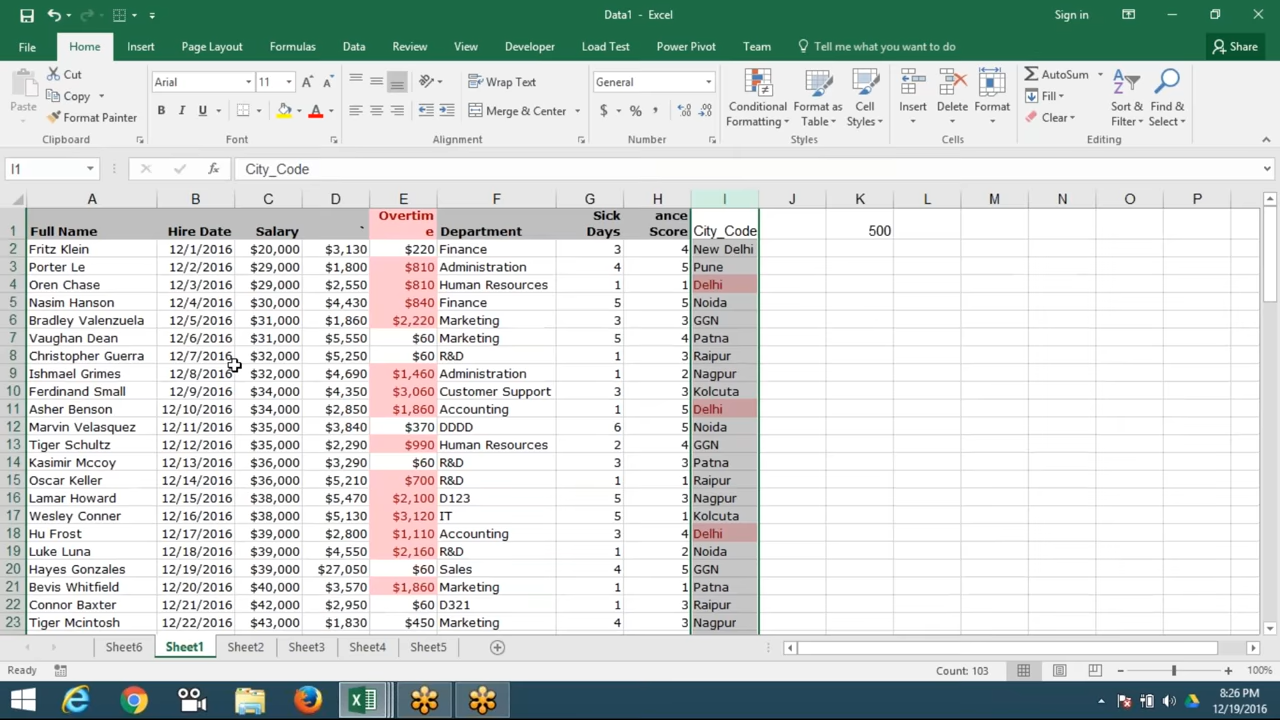 Data1 - Excel
Sign in
File Home Insert Page Layout Formulas Data Review View Developer Load Test Power Pivot Team Tell me what you want to do Share
Paste
Cut
Copy
Format Painter
Clipboard
Arial 11
B I U A
Font
Wrap Text
Merge & Center
Alignment
General
$ % ,
Number
Conditional Formatting
Format as Table
Cell Styles
Styles
Insert Delete Format
Cells
AutoSum
Fill
Clear
Sort & Filter
Find & Select
Editing
I1 fx City_Code
A B C D E F G H I J K L M N O P
1 Full Name Hire Date Salary ` Overtim e Department Sick Days ance Score City_Code 500
2 Fritz Klein 12/1/2016 $20,000 $3,130 $220 Finance 3 4 New Delhi
3 Porter Le 12/2/2016 $29,000 $1,800 $810 Administration 4 5 Pune
4 Oren Chase 12/3/2016 $29,000 $2,550 $810 Human Resources 1 1 Delhi
5 Nasim Hanson 12/4/2016 $30,000 $4,430 $840 Finance 5 5 Noida
6 Bradley Valenzuela 12/5/2016 $31,000 $1,860 $2,220 Marketing 3 3 GGN
7 Vaughan Dean 12/6/2016 $31,000 $5,550 $60 Marketing 5 4 Patna
8 Christopher Guerra 12/7/2016 $32,000 $5,250 $60 R&D 1 3 Raipur
9 Ishmael Grimes 12/8/2016 $32,000 $4,690 $1,460 Administration 1 2 Nagpur
10 Ferdinand Small 12/9/2016 $34,000 $4,350 $3,060 Customer Support 3 3 Kolcuta
11 Asher Benson 12/10/2016 $34,000 $2,850 $1,860 Accounting 1 5 Delhi
12 Marvin Velasquez 12/11/2016 $35,000 $3,840 $370 DDDD 6 5 Noida
13 Tiger Schultz 12/12/2016 $35,000 $2,290 $990 Human Resources 2 4 GGN
14 Kasimir Mccoy 12/13/2016 $36,000 $3,290 $60 R&D 3 3 Patna
15 Oscar Keller 12/14/2016 $36,000 $5,210 $700 R&D 1 1 Raipur
16 Lamar Howard 12/15/2016 $38,000 $5,470 $2,100 D123 5 3 Nagpur
17 Wesley Conner 12/16/2016 $38,000 $5,130 $3,120 IT 5 1 Kolcuta
18 Hu Frost 12/17/2016 $39,000 $2,800 $1,110 Accounting 3 4 Delhi
19 Luke Luna 12/18/2016 $39,000 $4,550 $2,160 R&D 1 2 Noida
20 Hayes Gonzales 12/19/2016 $39,000 $27,050 $60 Sales 4 5 GGN
21 Bevis Whitfield 12/20/2016 $40,000 $3,570 $1,860 Marketing 1 1 Patna
22 Connor Baxter 12/21/2016 $42,000 $2,950 $60 D321 1 3 Raipur
23 Tiger Mcintosh 12/22/2016 $43,000 $1,830 $450 Marketing 4 3 Nagpur
Sheet6 Sheet1 Sheet2 Sheet3 Sheet4 Sheet5
Ready Count: 103 100%
8:26 PM
12/19/2016